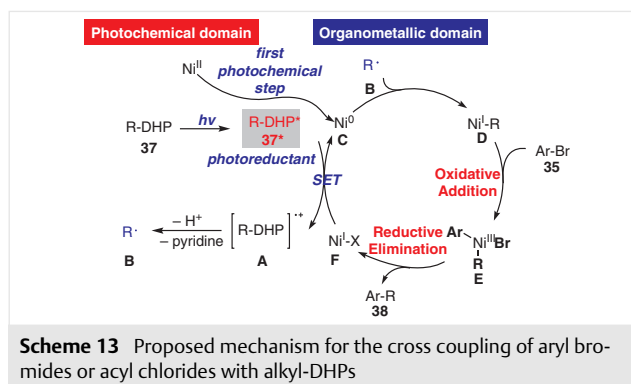 Photochemical domain
Organometallic domain
Ni^II
first
photochemical
step
R·
B
R-DHP
37
hv
R-DHP*
37*
photoreductant
Ni^0
C
Ni^I-R
D
Ar-Br
35
Oxidative
Addition
SET
R·
B
– H^+
– pyridine
[R-DHP]^·+
A
Ni^I-X
F
Reductive
Elimination
Ar
Ni^III Br
R
E
Ar-R
38
Scheme 13 Proposed mechanism for the cross coupling of aryl bro-
mides or acyl chlorides with alkyl-DHPs